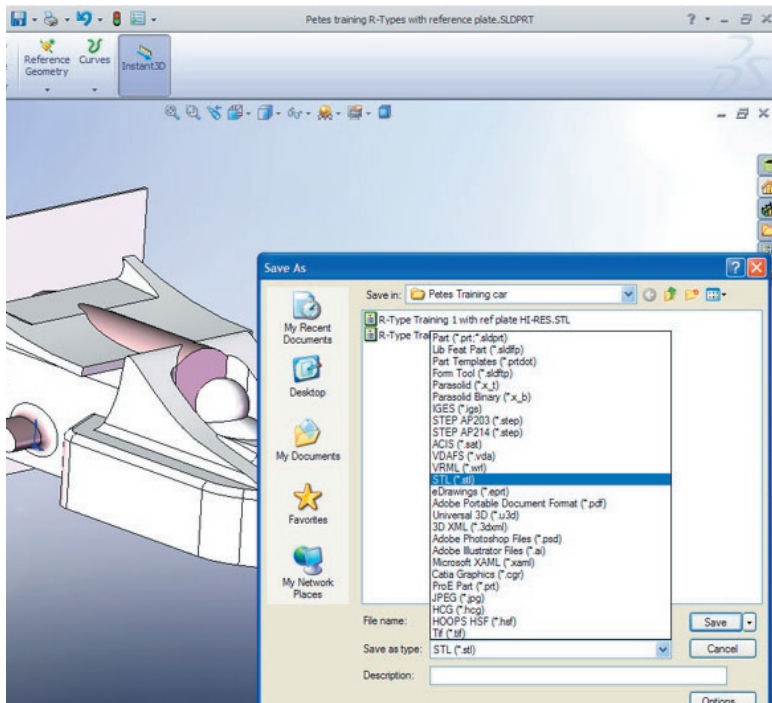 Petes training R-Types with reference plate.SLDPRT
Reference Geometry
Curves
Instant3D
Save As
Save in: Petes Training car
My Recent Documents
Desktop
My Documents
Favorites
My Network Places
R-Type Training 1 with ref plate HI-RES.STL
R-Type Trai
Part (*.prt;*.sldprt)
Lib Feat Part (*.sldlfp)
Part Templates (*.prtdot)
Form Tool (*.sldftp)
Parasolid (*.x_t)
Parasolid Binary (*.x_b)
IGES (*.igs)
STEP AP203 (*.step)
STEP AP214 (*.step)
ACIS (*.sat)
VDAFS (*.vda)
VRML (*.wrl)
STL (*.stl)
eDrawings (*.eprt)
Adobe Portable Document Format (*.pdf)
Universal 3D (*.u3d)
3D XML (*.3dxml)
Adobe Photoshop Files (*.psd)
Adobe Illustrator Files (*.ai)
Microsoft XAML (*.xaml)
Catia Graphics (*.cgr)
ProE Part (*.prt)
JPEG (*.jpg)
HCG (*.hcg)
HOOPS HSF (*.hsf)
Tif (*.tif)
File name:
Save
Save as type: STL (*.stl)
Cancel
Description:
Options